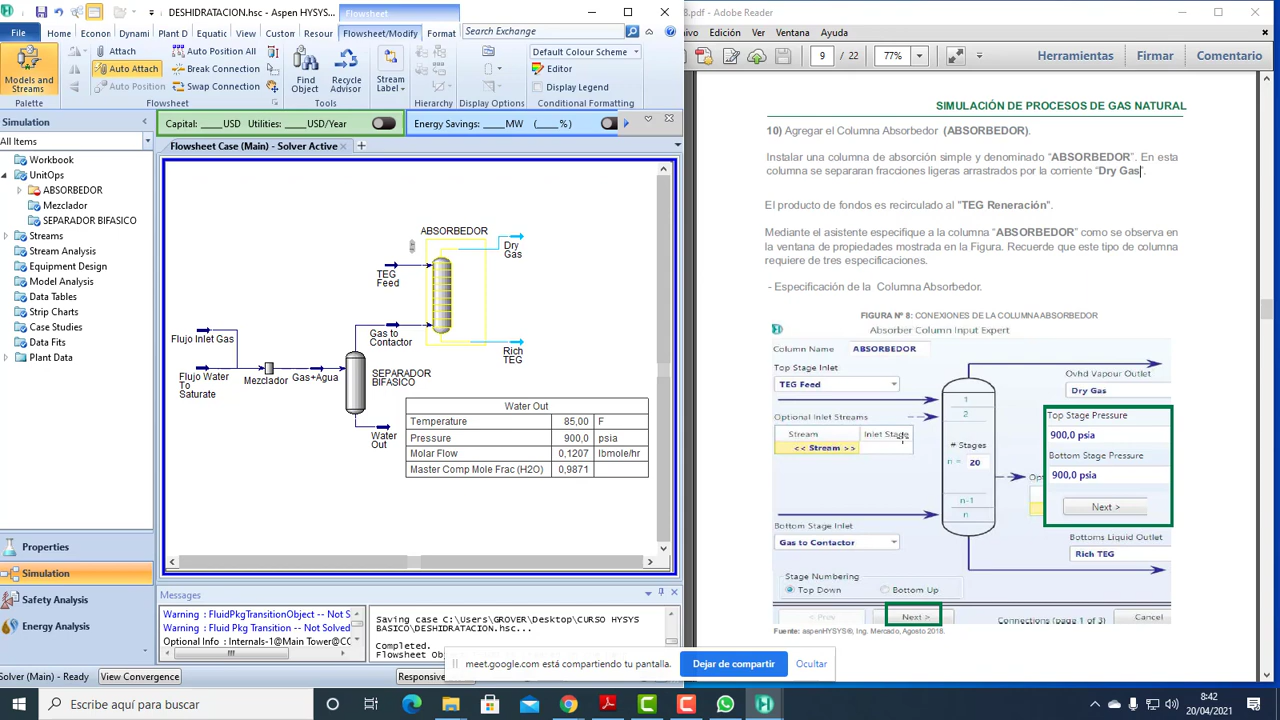 DESHIDRATACION.hsc - Aspen HYSYS...
Flowsheet
File
Home
Econon
Dynami
Plant D
Equatic
View
Custom
Resour
Flowsheet/Modify
Format
Search Exchange
Models and
Streams
Palette
Attach
Auto Attach
Auto Position
Auto Position All
Break Connection
Swap Connection
Flowsheet
Find
Object
Recycle
Advisor
Tools
Stream
Label
Hierarchy
Display Options
Default Colour Scheme
Editor
Display Legend
Conditional Formatting
Simulation
All Items
Workbook
UnitOps
ABSORBEDOR
Mezclador
SEPARADOR BIFASICO
Streams
Stream Analysis
Equipment Design
Model Analysis
Data Tables
Strip Charts
Case Studies
Data Fits
Plant Data
Properties
Simulation
Safety Analysis
Energy Analysis
Capital: ____USD Utilities: ____USD/Year
Energy Savings: ____MW (____%)
Flowsheet Case (Main) - Solver Active
ABSORBEDOR
Dry
Gas
TEG
Feed
Gas to
Contactor
Rich
TEG
Flujo Inlet Gas
Flujo Water
To
Saturate
Mezclador
Gas+Agua
SEPARADOR
BIFASICO
Water
Out
Water Out
Temperature 85,00 F
Pressure 900,0 psia
Molar Flow 0,1207 lbmole/hr
Master Comp Mole Frac (H2O) 0,9871
Messages
Warning : FluidPkgTransitionObject -- Not S
Warning : Fluid Pkg Transition -- Not Solved
Optional Info : Internals-1@Main Tower@CO
Saving case C:\Users\GROVER\Desktop\CURSO HYSYS
BASICO\DESHIDRATACION.hsc...
Completed.
Flowsheet Obj
Solver (Main) - Ready
View Convergence
Responsive
meet.google.com está compartiendo tu pantalla.
Dejar de compartir
Ocultar
8.pdf - Adobe Reader
Edición
Ver
Ventana
Ayuda
9 / 22
77%
Herramientas
Firmar
Comentario
SIMULACIÓN DE PROCESOS DE GAS NATURAL
10) Agregar el Columna Absorbedor (ABSORBEDOR).
Instalar una columna de absorción simple y denominado “ABSORBEDOR”. En esta
columna se separaran fracciones ligeras arrastrados por la corriente “Dry Gas”.
El producto de fondos es recirculado al "TEG Reneración".
Mediante el asistente especifique a la columna “ABSORBEDOR” como se observa en
la ventana de propiedades mostrada en la Figura. Recuerde que este tipo de columna
requiere de tres especificaciones.
- Especificación de la Columna Absorbedor.
FIGURA Nº 8: CONEXIONES DE LA COLUMNA ABSORBEDOR
Absorber Column Input Expert
Column Name ABSORBEDOR
Top Stage Inlet
TEG Feed
Optional Inlet Streams
Stream Inlet Stage
<< Stream >>
1
2
# Stages
n = 20
n-1
n
Ovhd Vapour Outlet
Dry Gas
Top Stage Pressure
900,0 psia
Bottom Stage Pressure
900,0 psia
Next >
Bottom Stage Inlet
Gas to Contactor
Bottoms Liquid Outlet
Rich TEG
Stage Numbering
Top Down
Bottom Up
< Prev
Next >
Connections (page 1 of 3)
Cancel
Fuente: aspenHYSYS®, Ing. Mercado, Agosto 2018.
Escribe aquí para buscar
8:42
20/04/2021